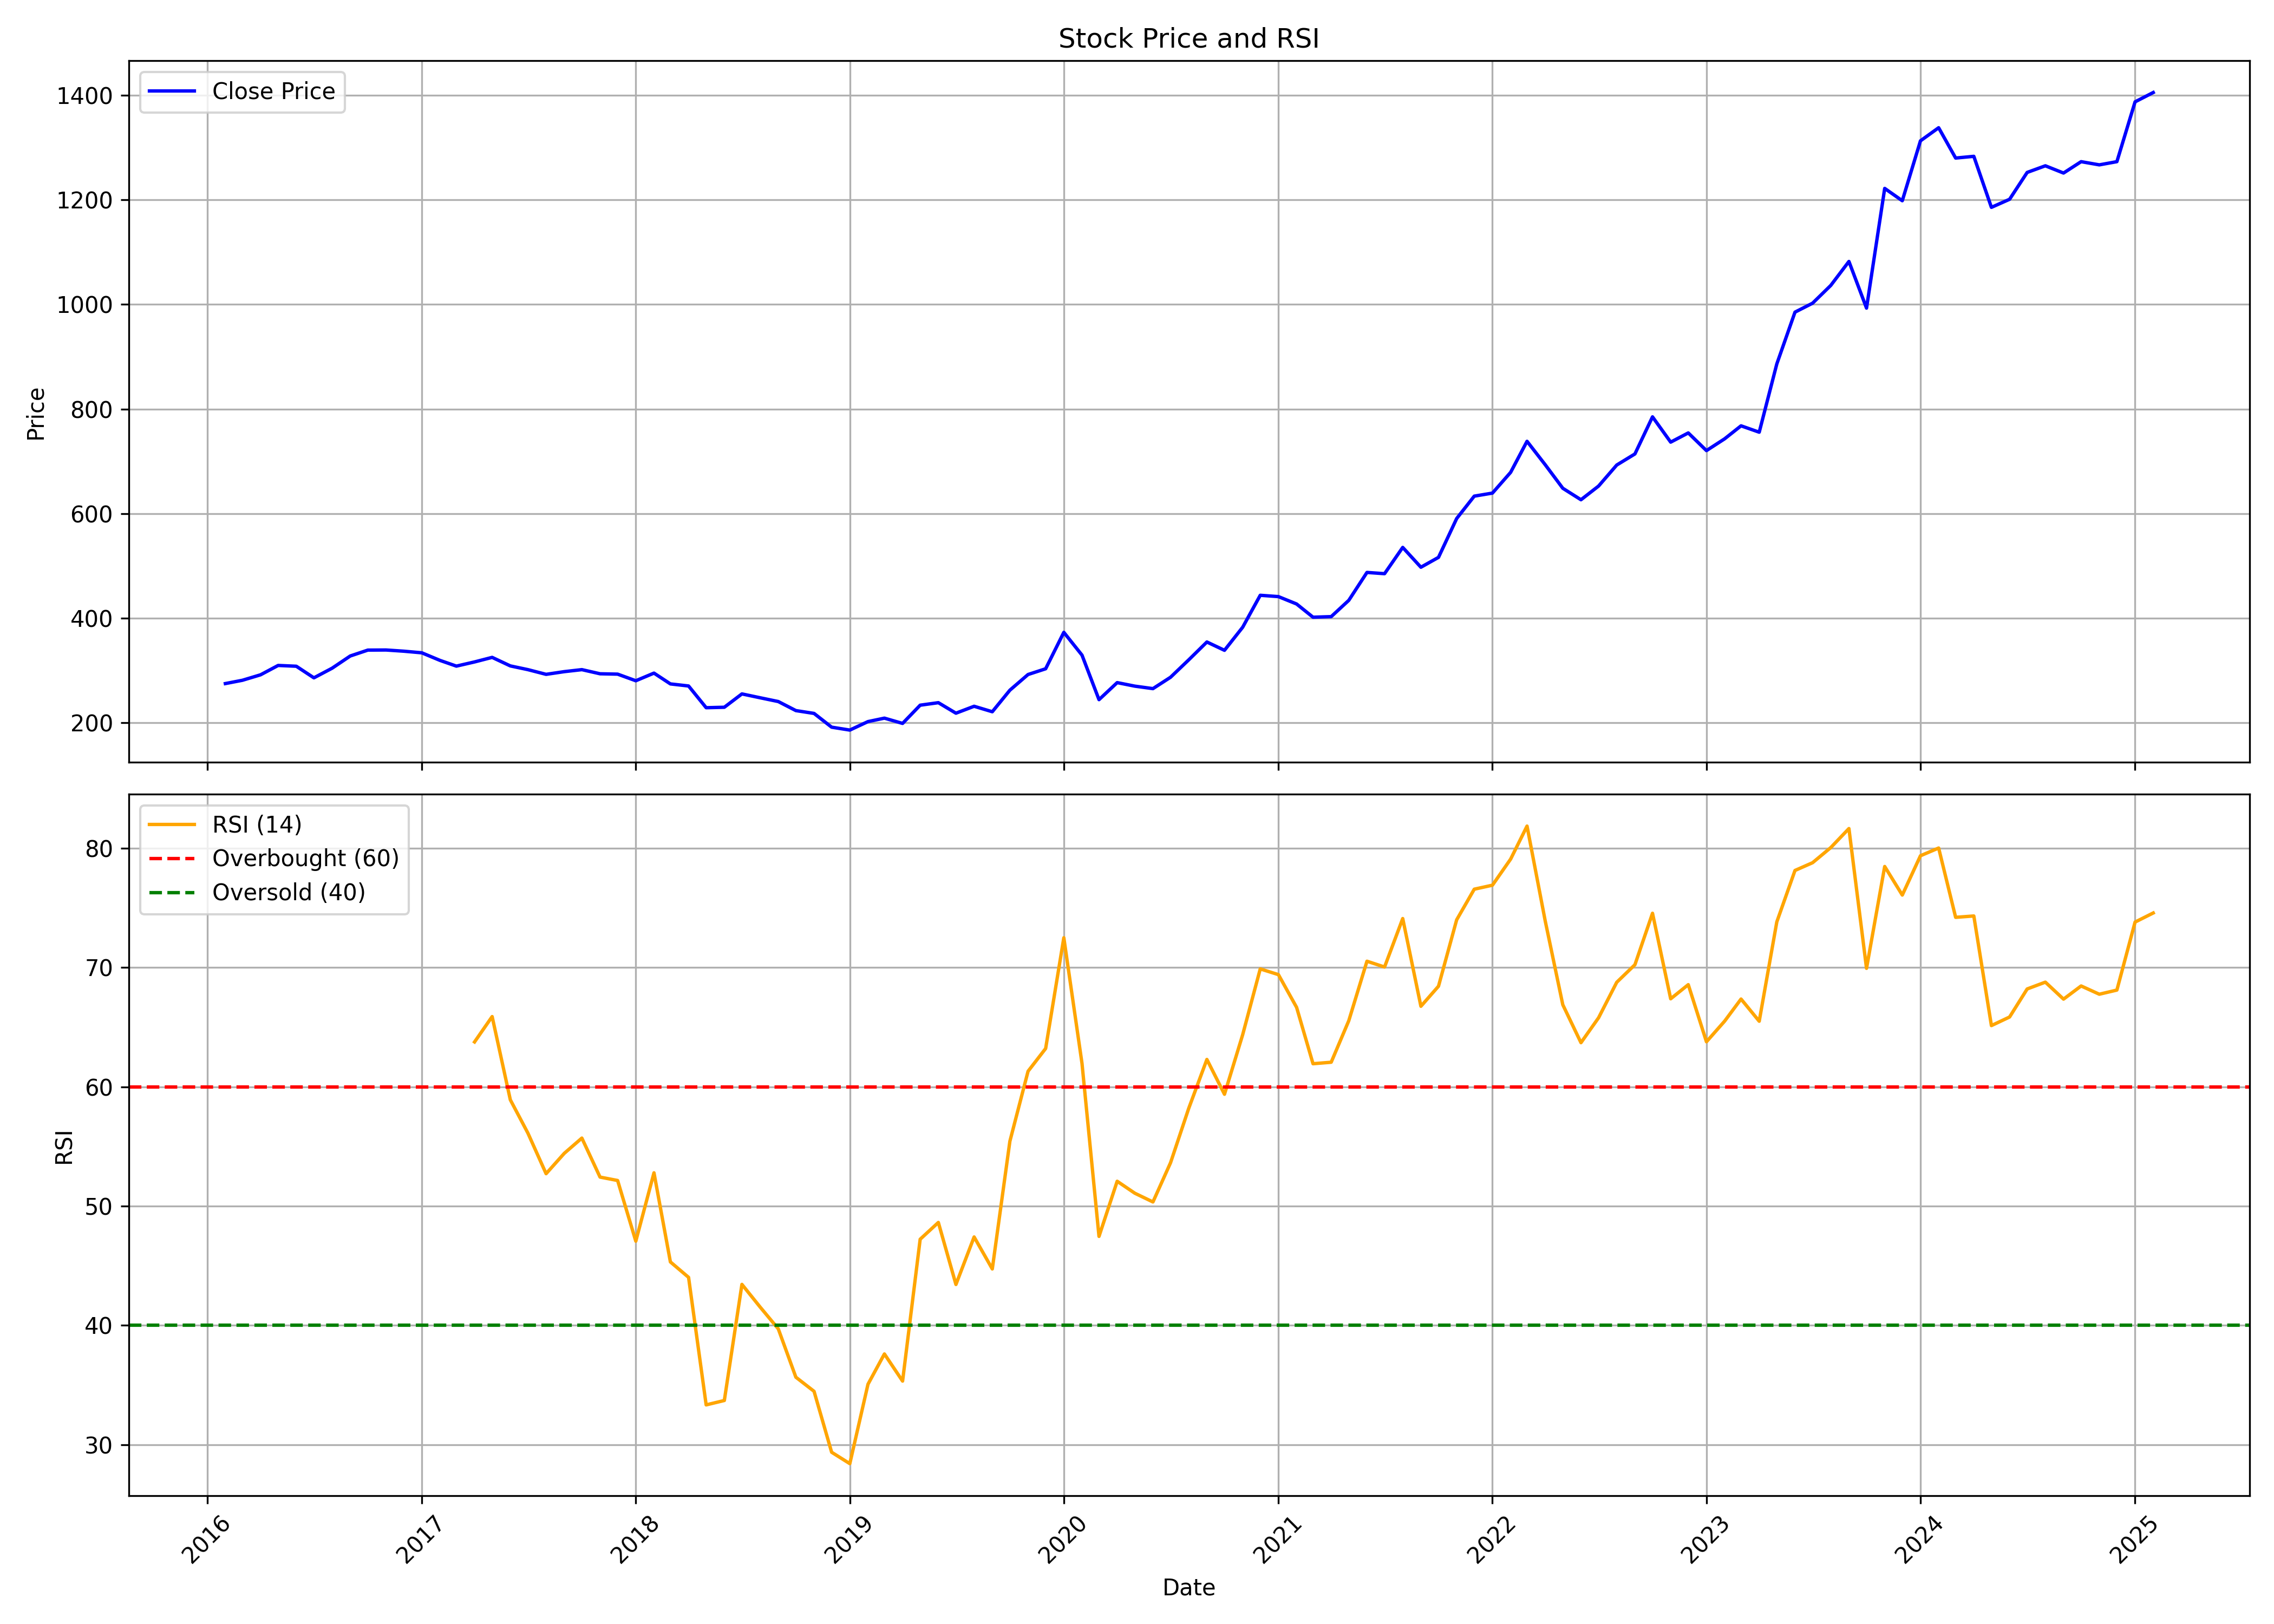 Stock Price and RSI
Close Price
1400
1200
1000
800
600
400
200
Price
RSI (14)
Overbought (60)
Oversold (40)
80
70
60
50
40
30
RSI
2016
2017
2018
2019
2020
2021
2022
2023
2024
2025
Date